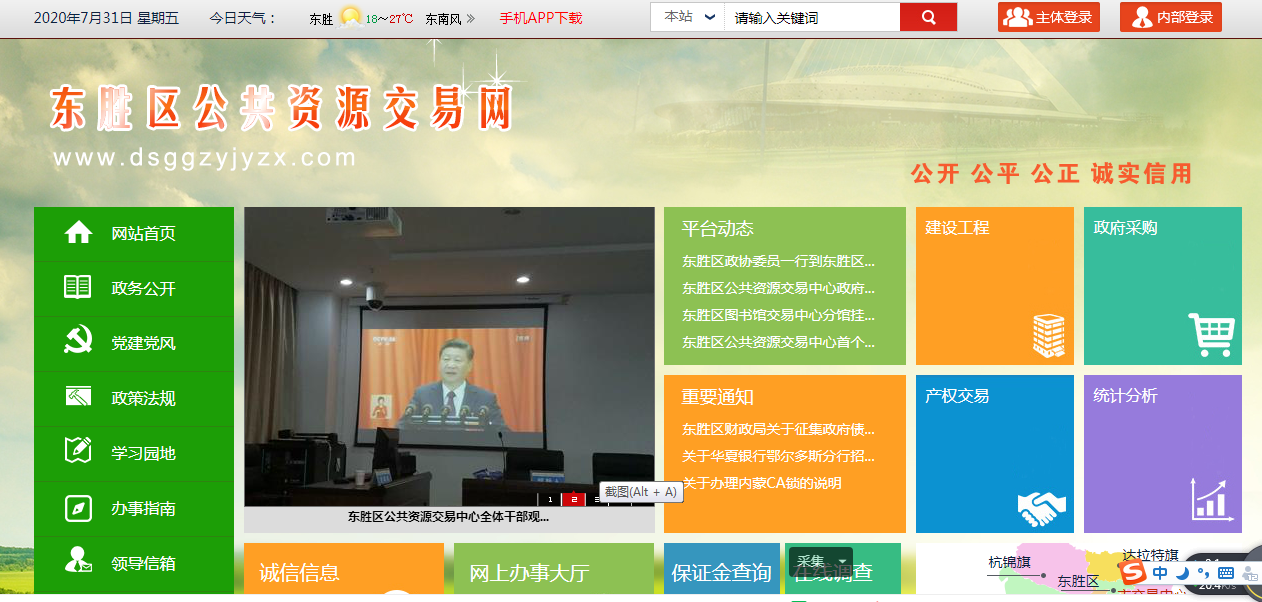 2020年7月31日 星期五 今日天气： 东胜 18～27℃ 东南风 手机APP下载 本站 请输入关键词 主体登录 内部登录
东胜区公共资源交易网
www.dsggzyjyzx.com
公开 公平 公正 诚实信用
网站首页
政务公开
党建党风
政策法规
学习园地
办事指南
领导信箱
1 2
截图(Alt + A)
东胜区公共资源交易中心全体干部观...
平台动态
东胜区政协委员一行到东胜区...
东胜区公共资源交易中心政府...
东胜区图书馆交易中心分馆挂...
东胜区公共资源交易中心首个...
建设工程
政府采购
重要通知
东胜区财政局关于征集政府债...
关于华夏银行鄂尔多斯分行招...
关于办理内蒙CA锁的说明
产权交易
统计分析
诚信信息
网上办事大厅
保证金查询
采集
在线调查
杭锦旗
达拉特旗
东胜区
中